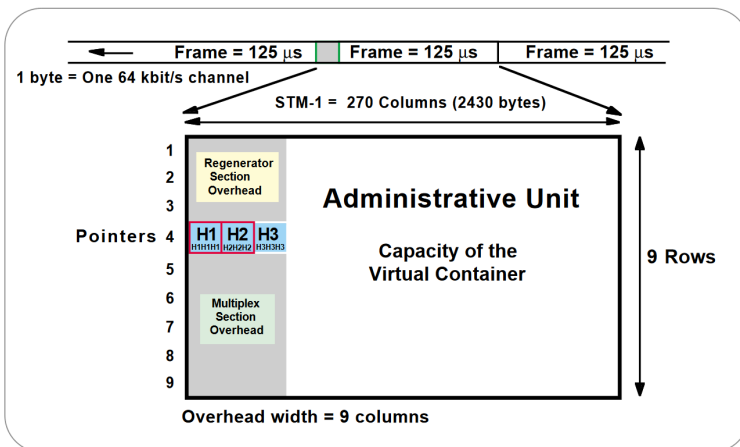 Frame = 125 µs Frame = 125 µs Frame = 125 µs
1 byte = One 64 kbit/s channel
STM-1 = 270 Columns (2430 bytes)
1
Regenerator
2
Section
Overhead
3
Administrative Unit
Pointers 4 H1 H2 H3
H1H1H1 H2H2H2 H3H3H3
Capacity of the
Virtual Container
9 Rows
5
6
Multiplex
Section
7
Overhead
8
9
Overhead width = 9 columns